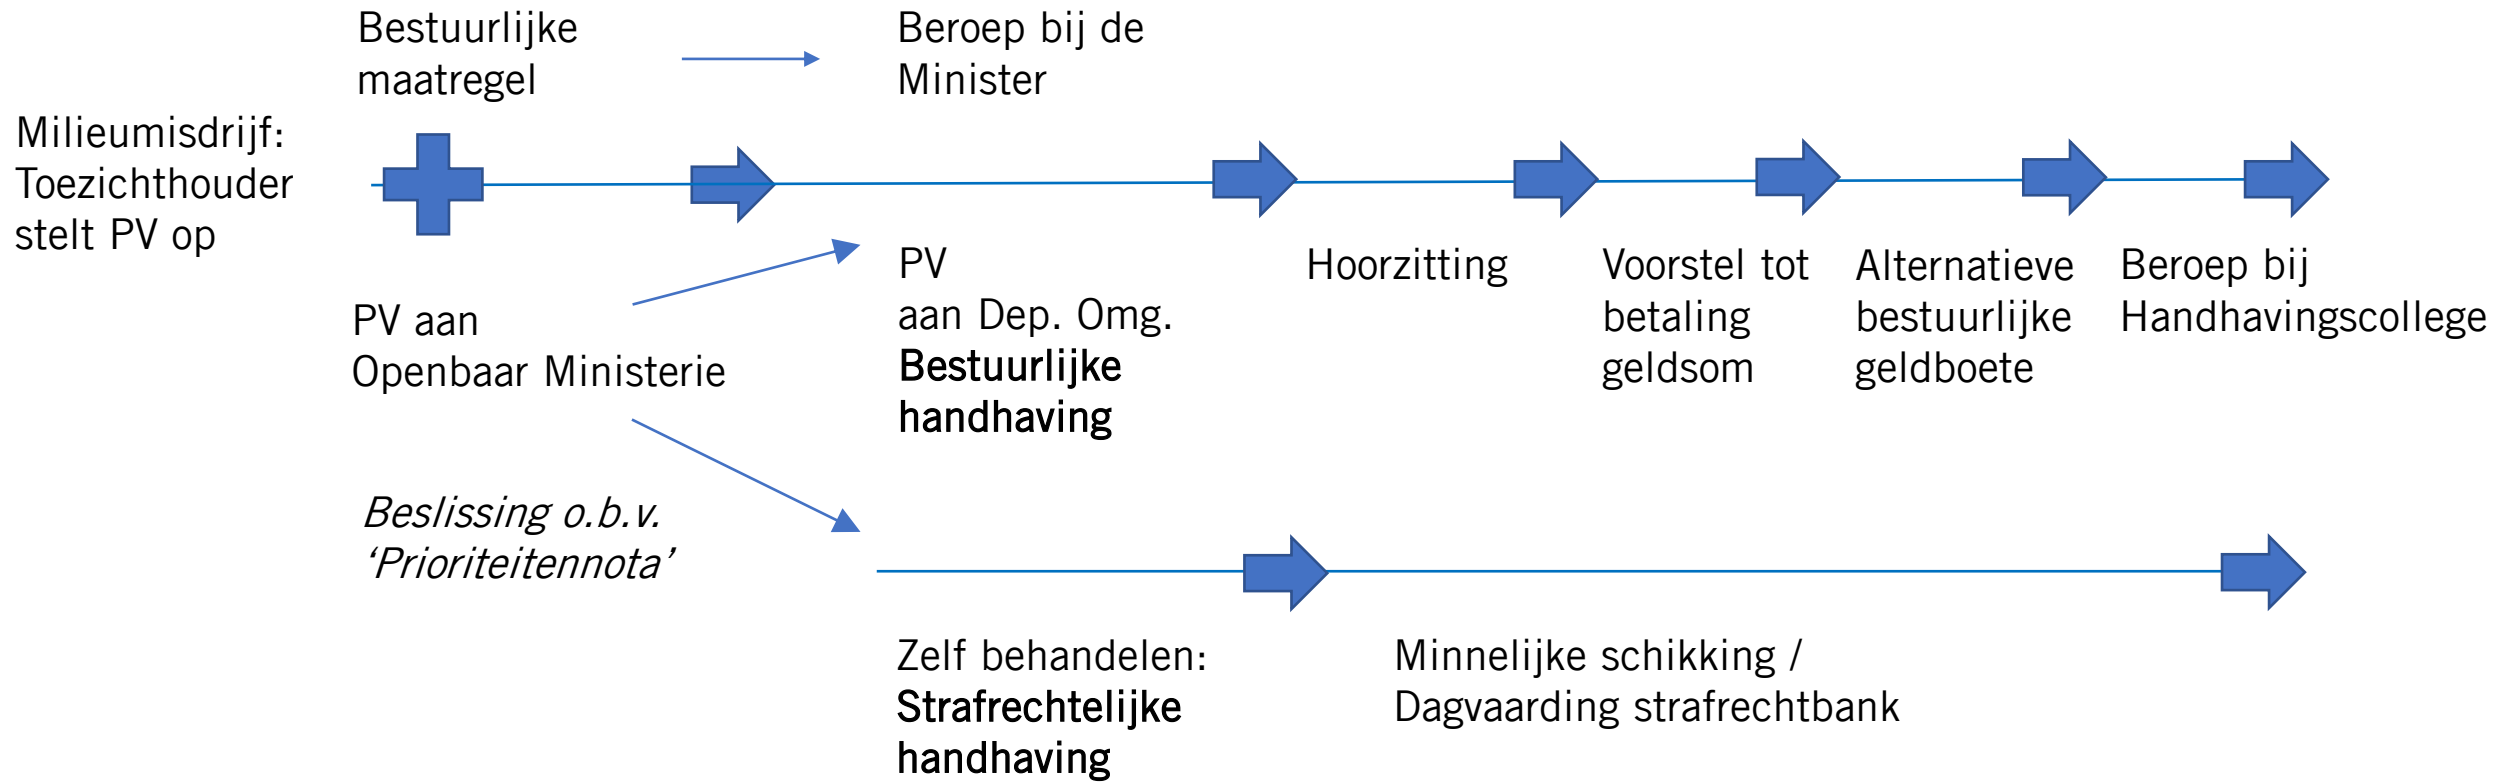 Bestuurlijke
maatregel
Beroep bij de
Minister
Milieumisdrijf:
Toezichthouder
stelt PV op
PV aan
Openbaar Ministerie
PV
aan Dep. Omg.
Bestuurlijke
handhaving
Hoorzitting
Voorstel tot
betaling
geldsom
Alternatieve
bestuurlijke
geldboete
Beroep bij
Handhavingscollege
Beslissing o.b.v.
‘Prioriteitennota’
Zelf behandelen:
Strafrechtelijke
handhaving
Minnelijke schikking /
Dagvaarding strafrechtbank